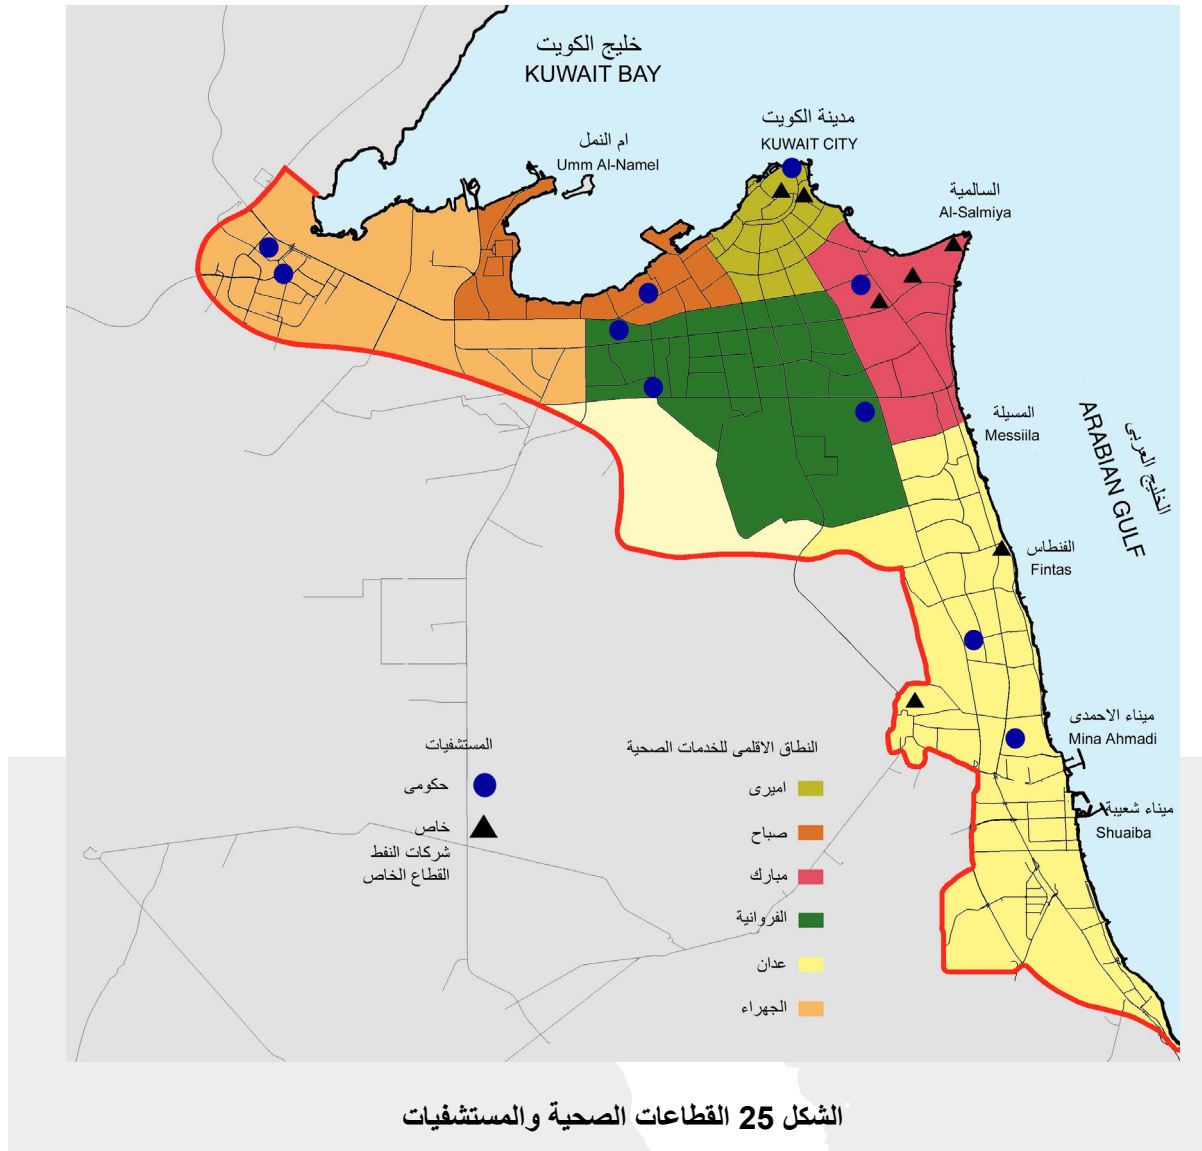 خليج الكويت
KUWAIT BAY
مدينة الكويت
KUWAIT CITY
ام النمل
Umm Al-Namel
السالمية
Al-Salmiya
المسيلة
Messiila
الخليج العربى
ARABIAN GULF
الفنطاس
Fintas
ميناء الاحمدى
Mina Ahmadi
ميناء شعيبة
Shuaiba
النطاق الاقلمى للخدمات الصحية
اميرى
صباح
مبارك
الفروانية
عدان
الجهراء
المستشفيات
حكومى
خاص
شركات النفط
القطاع الخاص
الشكل 25 القطاعات الصحية والمستشفيات